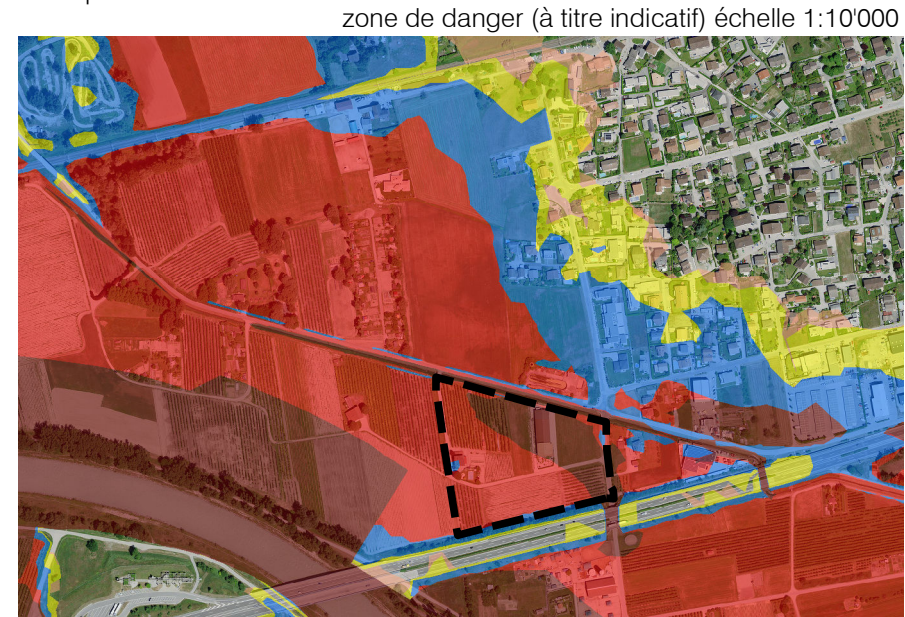 zone de danger (à titre indicatif) échelle 1:10'000